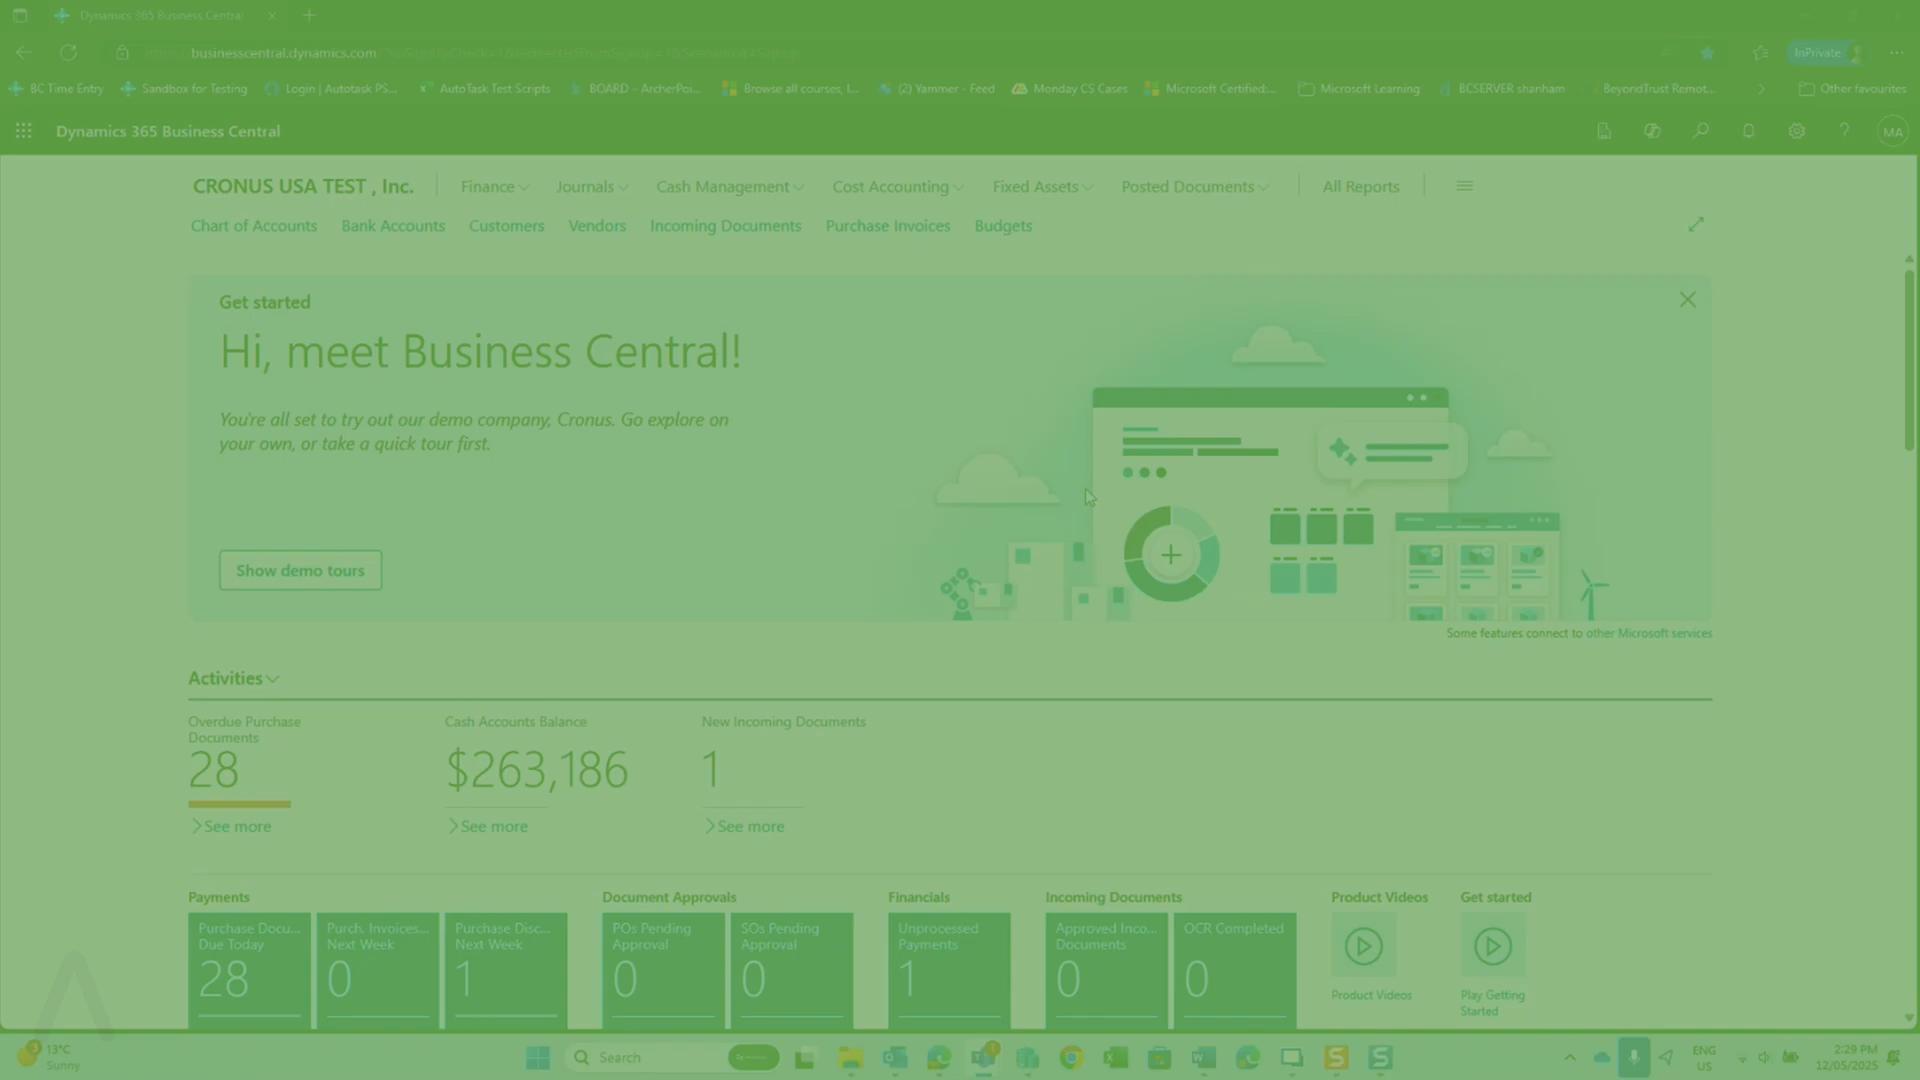 Dynamics 365 Business Central
businesscentral.dynamics.com
InPrivate
BC Time Entry
Sandbox for Testing
Login | Autotask PS...
AutoTask Test Scripts
BOARD - ArcherPoi...
Browse all courses, l...
(2) Yammer - Feed
Monday CS Cases
Microsoft Certified:...
Microsoft Learning
BCSERVER shanham
BeyondTrust Remot...
Other favourites
Dynamics 365 Business Central
MA
CRONUS USA TEST , Inc.
Finance
Journals
Cash Management
Cost Accounting
Fixed Assets
Posted Documents
All Reports
Chart of Accounts
Bank Accounts
Customers
Vendors
Incoming Documents
Purchase Invoices
Budgets
Get started
Hi, meet Business Central!
You're all set to try out our demo company, Cronus. Go explore on
your own, or take a quick tour first.
Show demo tours
Some features connect to other Microsoft services
Activities
Overdue Purchase
Documents
28
See more
Cash Accounts Balance
$263,186
See more
New Incoming Documents
1
See more
Payments
Purchase Docu...
Due Today
28
Purch. Invoices...
Next Week
0
Purchase Disc...
Next Week
1
Document Approvals
POs Pending
Approval
0
SOs Pending
Approval
0
Financials
Unprocessed
Payments
1
Incoming Documents
Approved Inco...
Documents
0
OCR Completed
0
Product Videos
Product Videos
Get started
Play Getting
Started
3
13°C
Sunny
Search
ENG
US
2:29 PM
12/05/2025